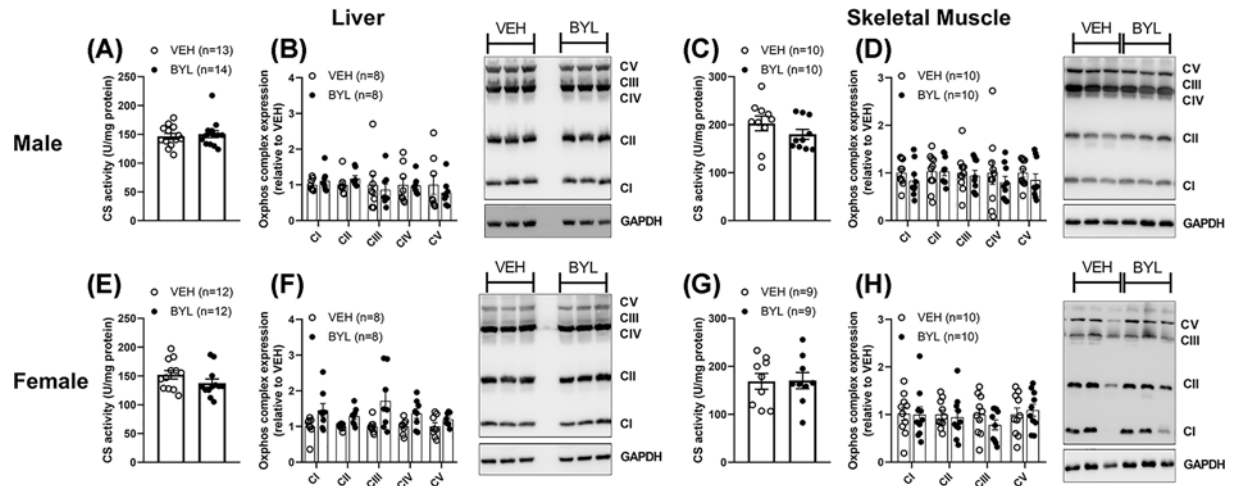 Liver
Skeletal Muscle
Male
Female
(A)
VEH (n=13)
BYL (n=14)
CS activity (U/mg protein)
250
200
150
100
50
0
(B)
VEH (n=8)
BYL (n=8)
Oxphos complex expression
(relative to VEH)
4
3
2
1
0
CI
CII
CIII
CIV
CV
VEH
BYL
CV
CIII
CIV
CII
CI
GAPDH
(C)
VEH (n=10)
BYL (n=10)
CS activity (U/mg protein)
300
200
100
0
(D)
VEH (n=10)
BYL (n=10)
Oxphos complex expression
(relative to VEH)
3
2
1
0
CI
CII
CIII
CIV
CV
VEH
BYL
CV
CIII
CIV
CII
CI
GAPDH
(E)
VEH (n=12)
BYL (n=12)
CS activity (U/mg protein)
250
200
150
100
50
0
(F)
VEH (n=8)
BYL (n=8)
Oxphos complex expression
(relative to VEH)
4
3
2
1
0
CI
CII
CIII
CIV
CV
VEH
BYL
CV
CIII
CIV
CII
CI
GAPDH
(G)
VEH (n=9)
BYL (n=9)
CS activity (U/mg protein)
400
300
200
100
0
(H)
VEH (n=10)
BYL (n=10)
Oxphos complex expression
(relative to VEH)
3
2
1
0
CI
CII
CIII
CV
VEH
BYL
CV
CIII
CII
CI
GAPDH